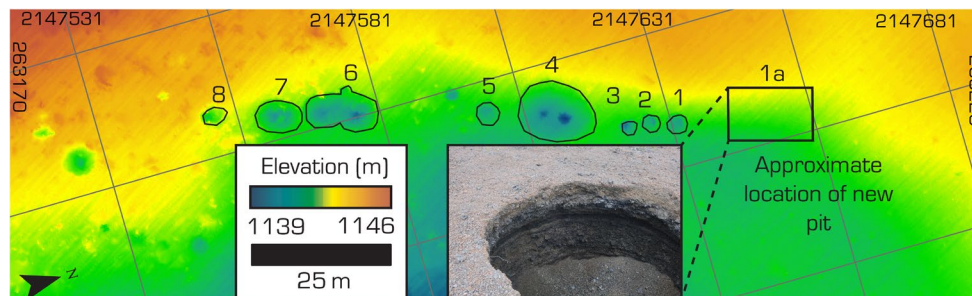 2147531
2147581
2147631
2147681
263170
8
7
6
5
4
3
2
1
1a
Elevation (m)
1139
1146
25 m
Approximate
location of new
pit
N